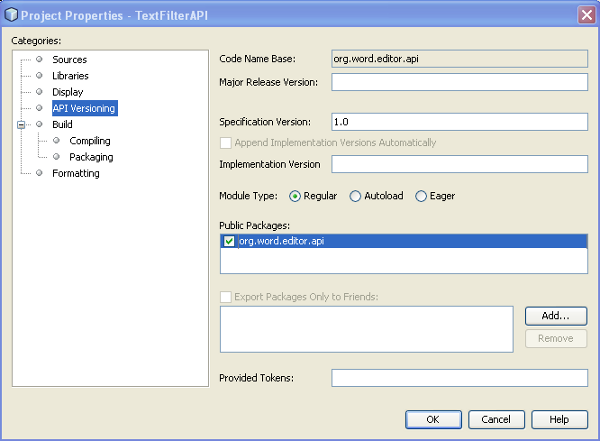 Project Properties - TextFilterAPI
Categories:
Sources
Libraries
Display
API Versioning
Build
Compiling
Packaging
Formatting
Code Name Base: org.word.editor.api
Major Release Version:
Specification Version: 1.0
Append Implementation Versions Automatically
Implementation Version
Module Type: Regular Autoload Eager
Public Packages:
org.word.editor.api
Export Packages Only to Friends:
Add...
Remove
Provided Tokens:
OK Cancel Help